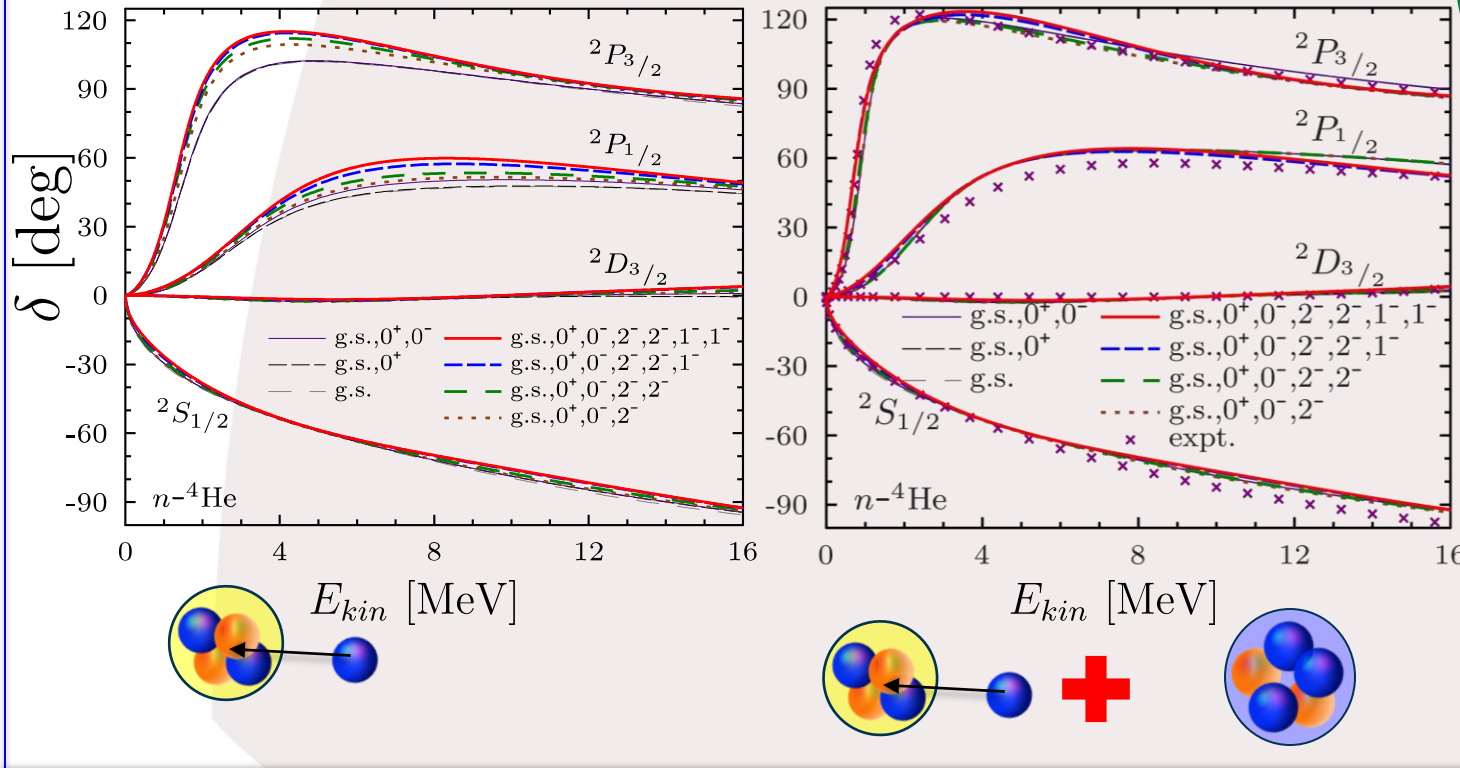 δ [deg]
120
90
60
30
0
-30
-60
-90
²P₃/₂
²P₁/₂
²D₃/₂
g.s.,0⁺,0⁻
g.s.,0⁺
g.s.
g.s.,0⁺,0⁻,2⁻,2⁻,1⁻,1⁻
g.s.,0⁺,0⁻,2⁻,2⁻,1⁻
g.s.,0⁺,0⁻,2⁻,2⁻
g.s.,0⁺,0⁻,2⁻
²S₁/₂
n-⁴He
0 4 8 12 16
E_kin [MeV]
120
90
60
30
0
-30
-60
-90
²P₃/₂
²P₁/₂
²D₃/₂
g.s.,0⁺,0⁻
g.s.,0⁺
g.s.
g.s.,0⁺,0⁻,2⁻,2⁻,1⁻,1⁻
g.s.,0⁺,0⁻,2⁻,2⁻,1⁻
g.s.,0⁺,0⁻,2⁻,2⁻
g.s.,0⁺,0⁻,2⁻
expt.
²S₁/₂
n-⁴He
0 4 8 12 16
E_kin [MeV]